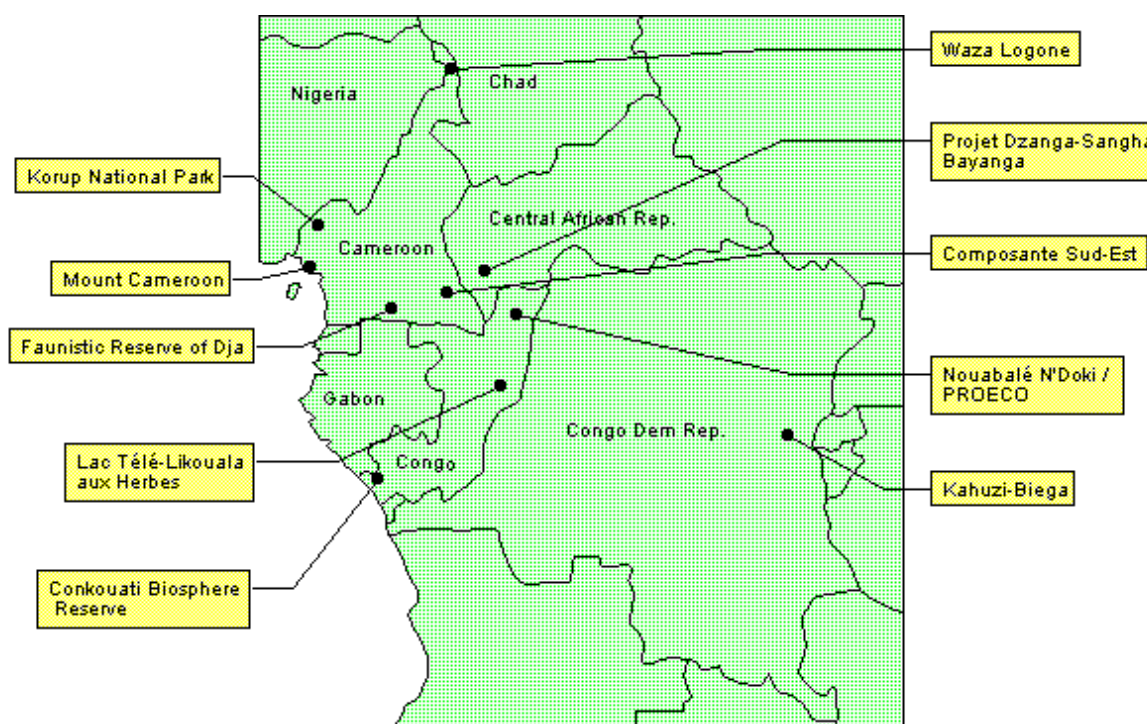 Waza Logone
Chad
Nigeria
Projet Dzanga-Sangha
Bayanga
Korup National Park
Central African Rep.
Cameroon
Composante Sud-Est
Mount Cameroon
Faunistic Reserve of Dja
Nouabalé N'Doki /
PROECO
Gabon
Congo Dem Rep.
Lac Télé-Likouala
aux Herbes
Congo
Kahuzi-Biega
Conkouati Biosphere
Reserve